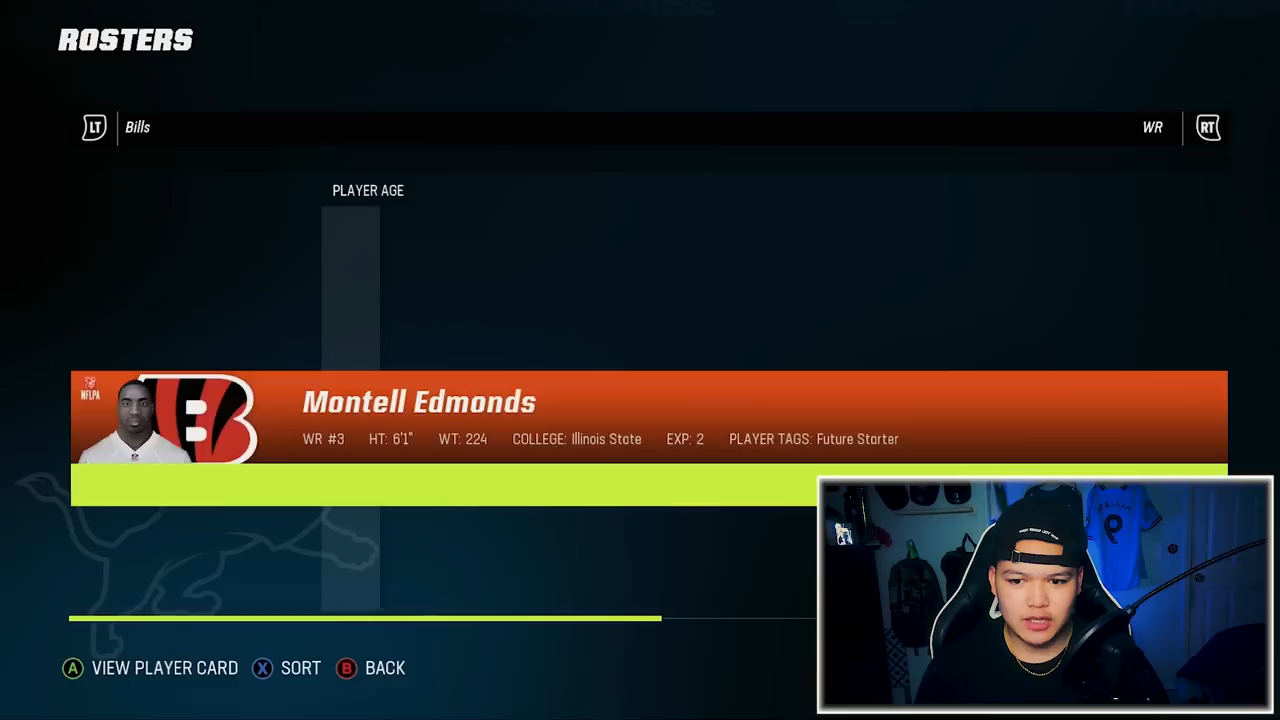 ROSTERS
LT Bills WR RT
PLAYER AGE
NFLPA
Montell Edmonds
WR #3 HT: 6'1" WT: 224 COLLEGE: Illinois State EXP: 2 PLAYER TAGS: Future Starter
9
A VIEW PLAYER CARD X SORT B BACK